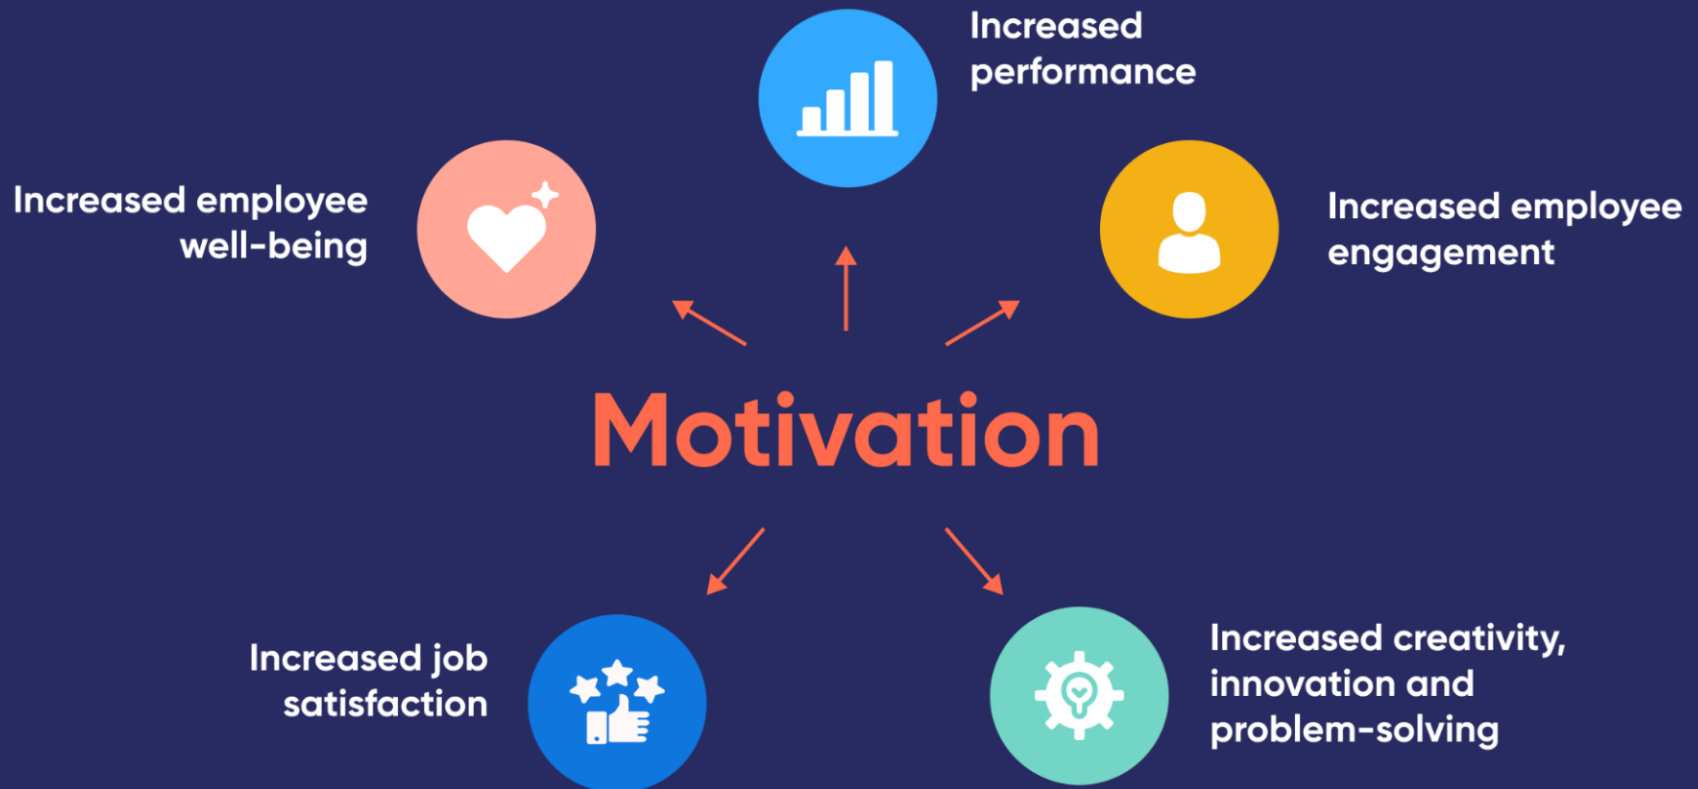 Increased
performance
Increased employee
well-being
Increased employee
engagement
Motivation
Increased job
satisfaction
Increased creativity,
innovation and
problem-solving